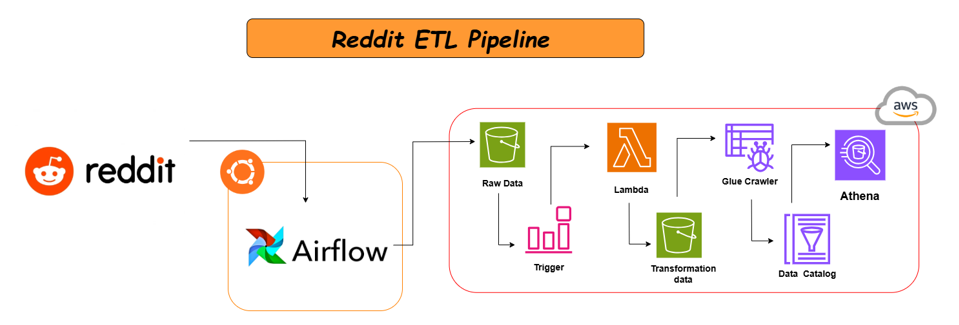 Reddit ETL Pipeline
aws
reddit
Airflow
Raw Data
Trigger
Lambda
Transformation
data
Glue Crawler
Data Catalog
Athena